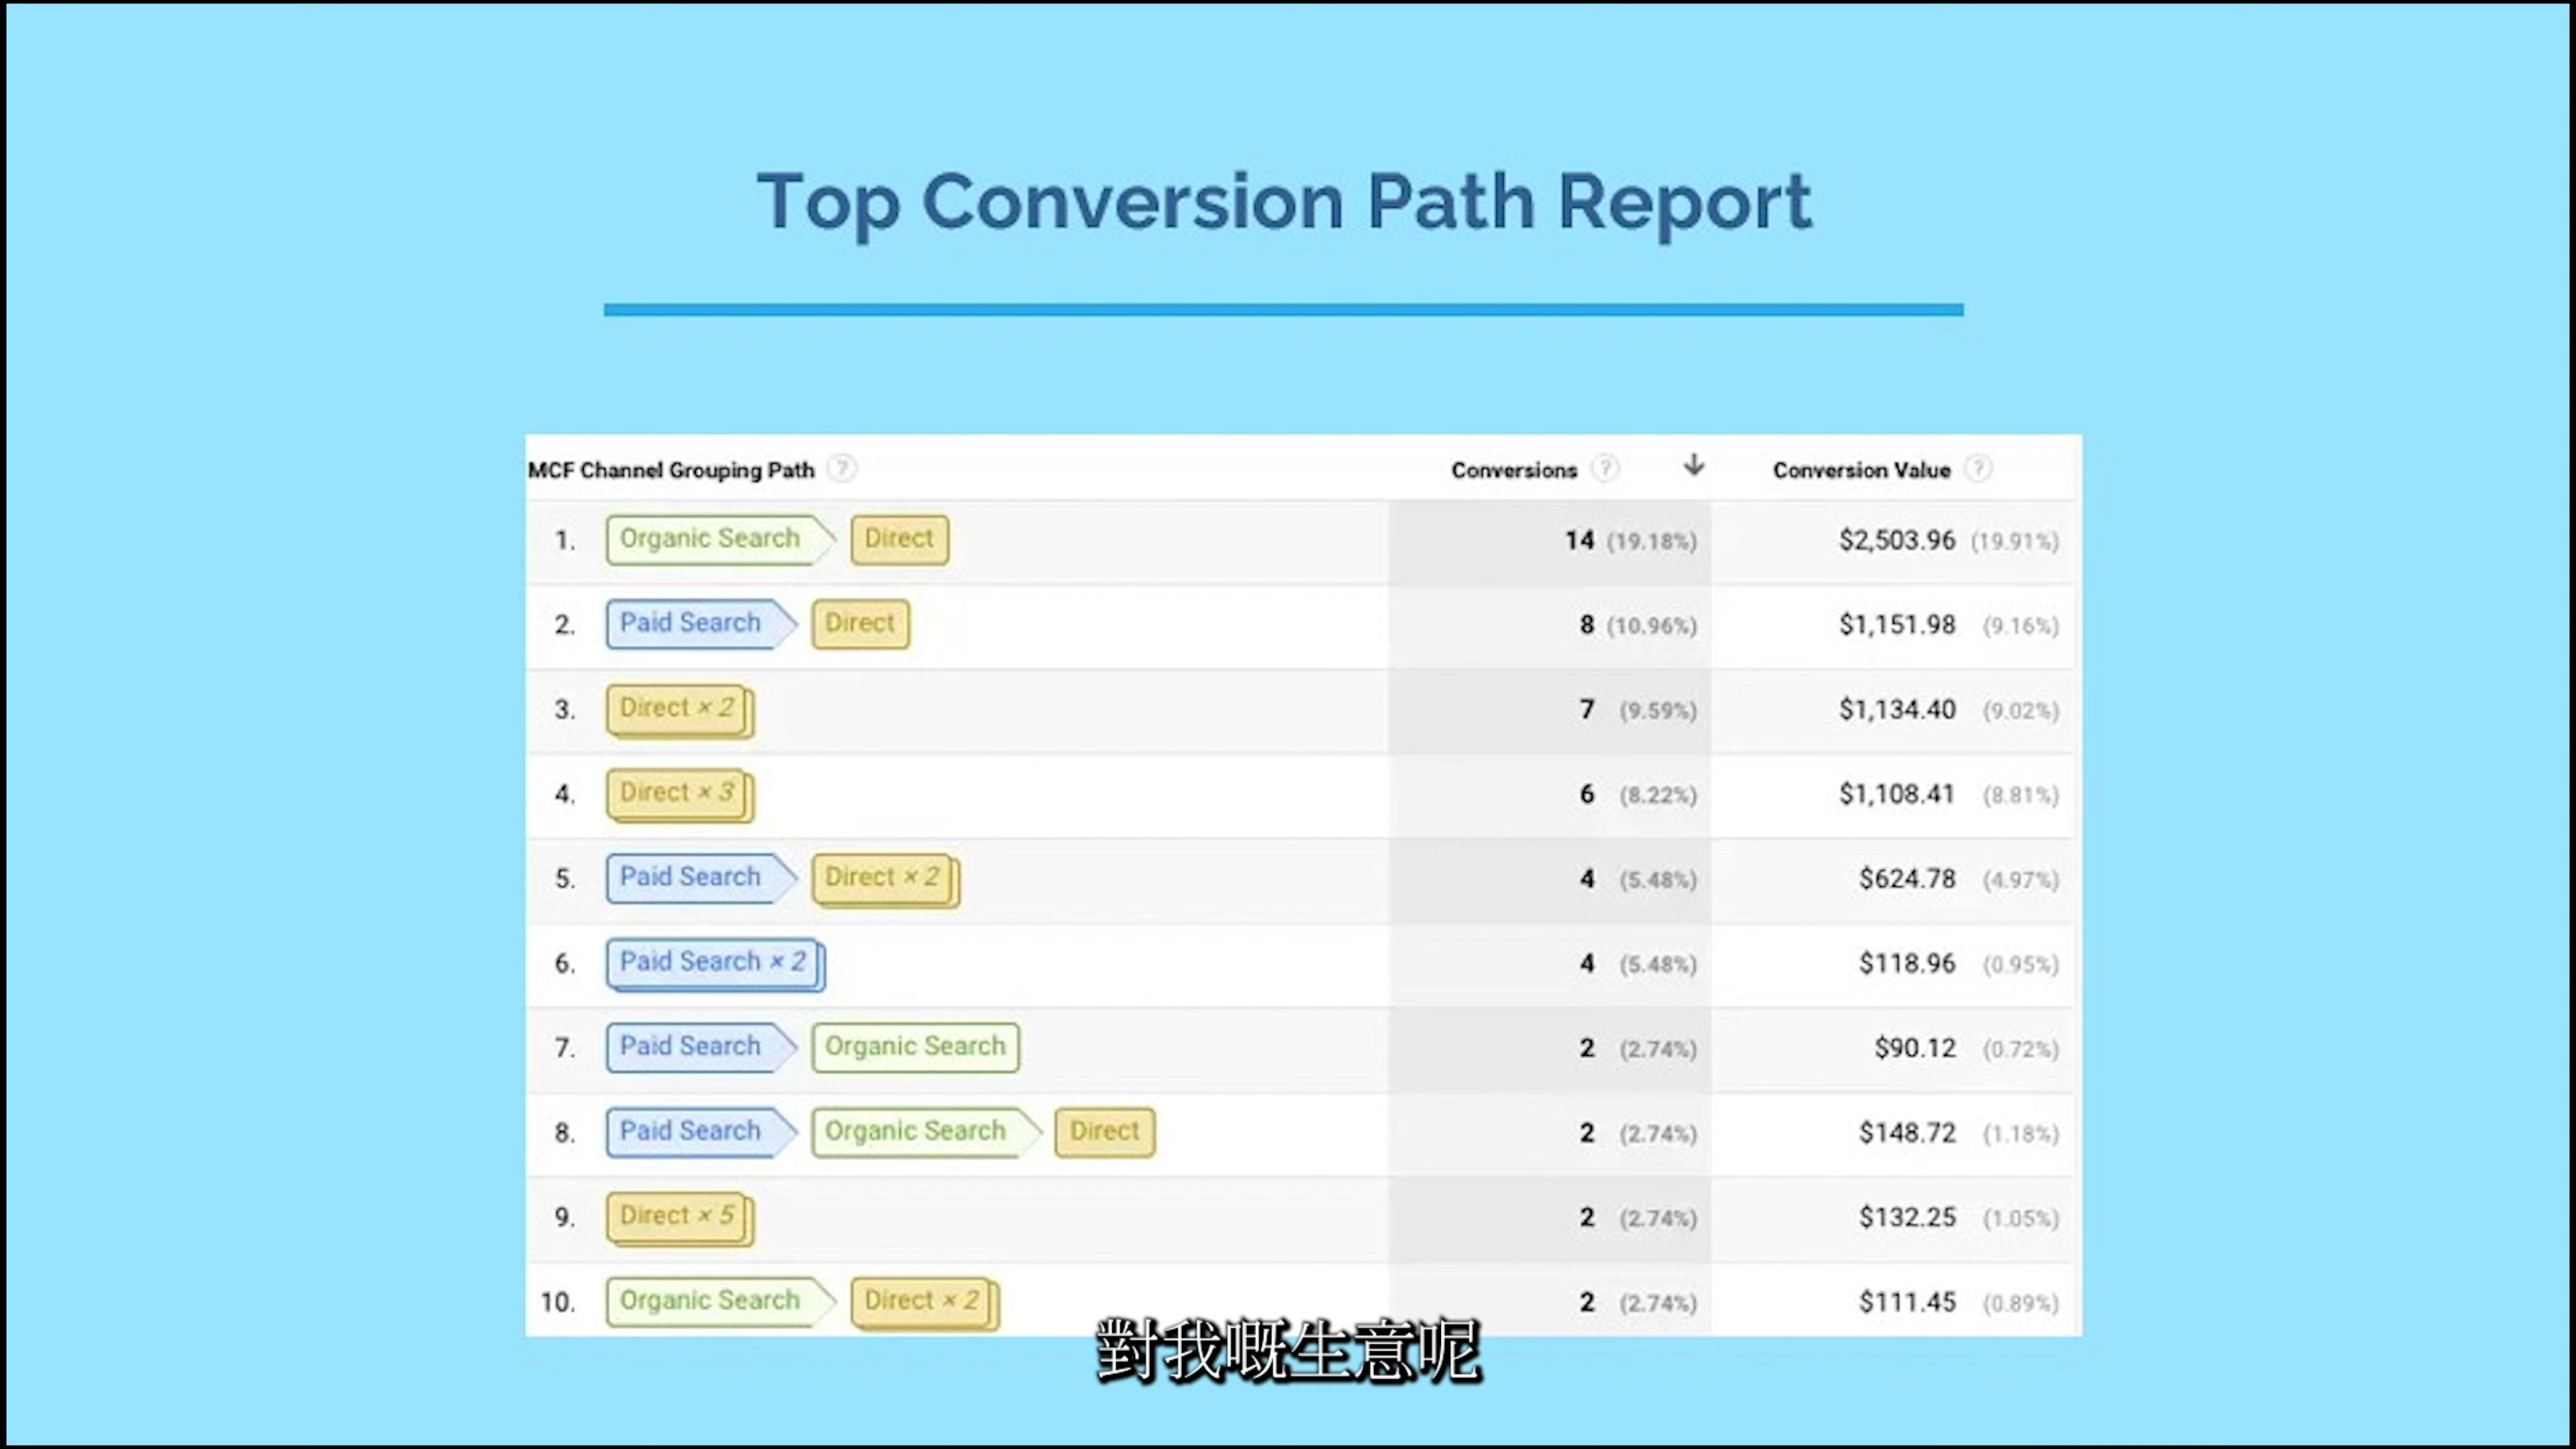 Top Conversion Path Report
MCF Channel Grouping Path ? Conversions ? ↓ Conversion Value ?
1. Organic Search Direct 14 (19.18%) $2,503.96 (19.91%)
2. Paid Search Direct 8 (10.96%) $1,151.98 (9.16%)
3. Direct × 2 7 (9.59%) $1,134.40 (9.02%)
4. Direct × 3 6 (8.22%) $1,108.41 (8.81%)
5. Paid Search Direct × 2 4 (5.48%) $624.78 (4.97%)
6. Paid Search × 2 4 (5.48%) $118.96 (0.95%)
7. Paid Search Organic Search 2 (2.74%) $90.12 (0.72%)
8. Paid Search Organic Search Direct 2 (2.74%) $148.72 (1.18%)
9. Direct × 5 2 (2.74%) $132.25 (1.05%)
10. Organic Search Direct × 2 2 (2.74%) $111.45 (0.89%)
對我嘅生意呢